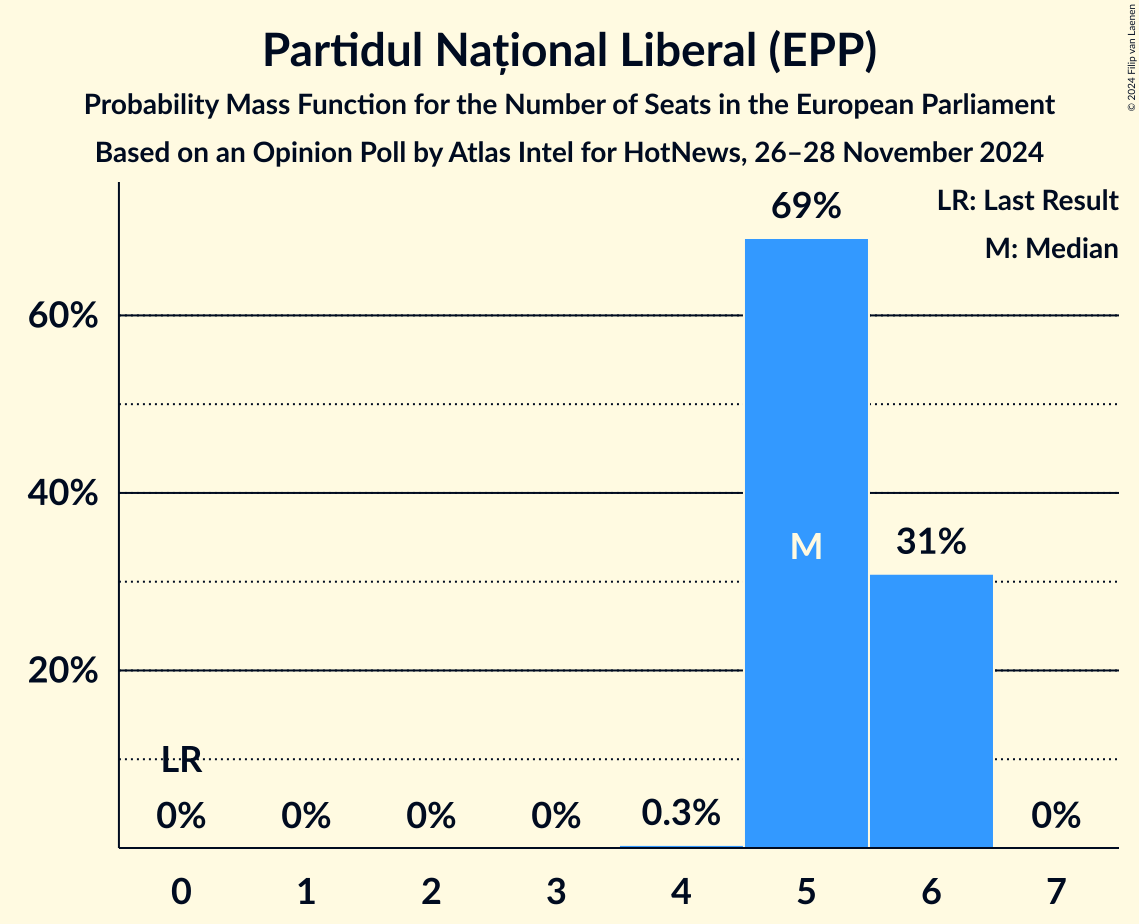 Partidul Național Liberal (EPP)
Probability Mass Function for the Number of Seats in the European Parliament
Based on an Opinion Poll by Atlas Intel for HotNews, 26–28 November 2024
© 2024 Filip van Laenen
LR: Last Result
M: Median
69%
60%
40%
M
31%
20%
LR
0% 0% 0% 0% 0.3% 0%
0 1 2 3 4 5 6 7